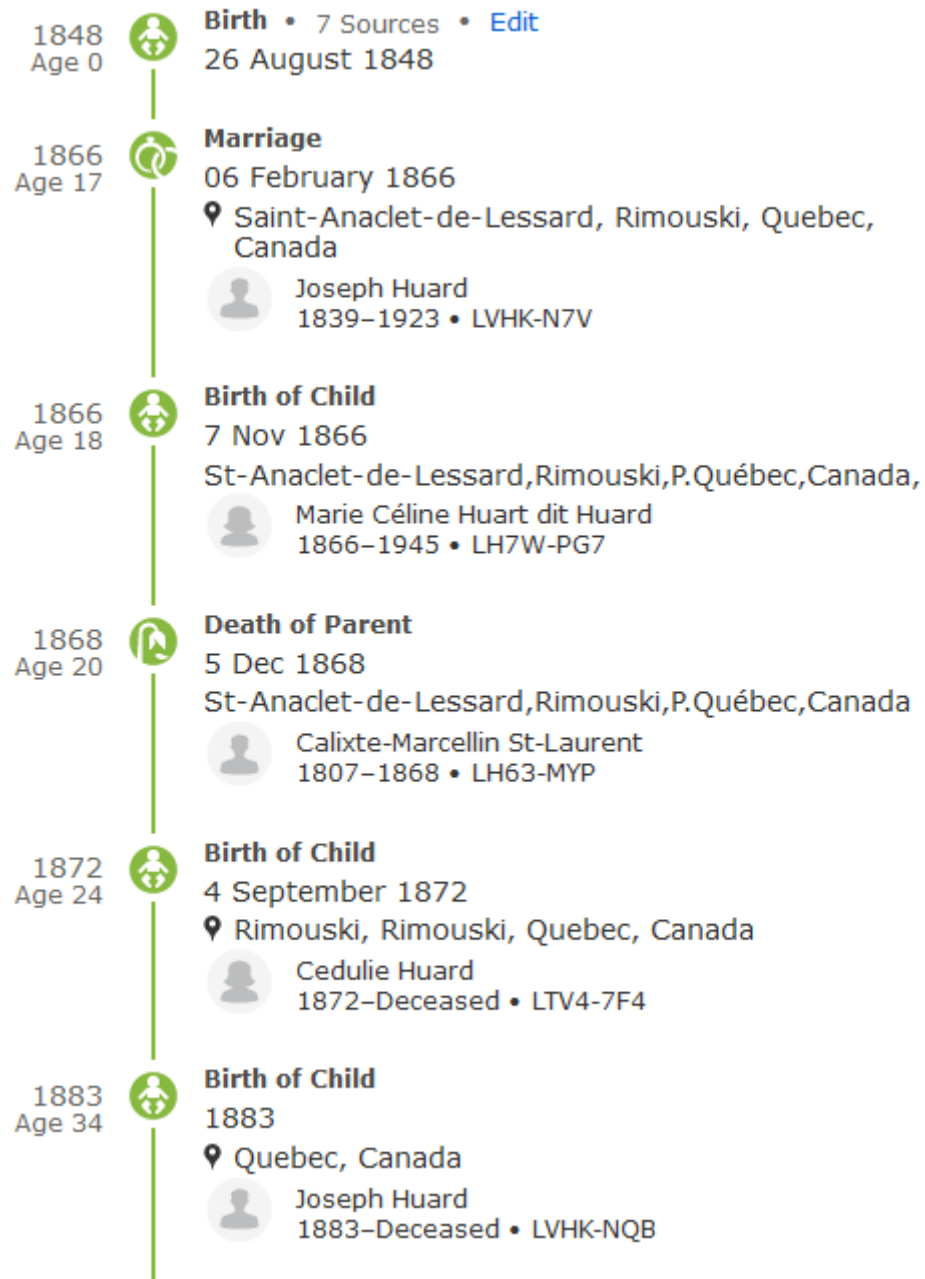 1848
Age 0
Birth • 7 Sources • Edit
26 August 1848
1866
Age 17
Marriage
06 February 1866
Saint-Anaclet-de-Lessard, Rimouski, Quebec,
Canada
Joseph Huard
1839–1923 • LVHK-N7V
1866
Age 18
Birth of Child
7 Nov 1866
St-Anaclet-de-Lessard,Rimouski,P.Québec,Canada,
Marie Céline Huart dit Huard
1866–1945 • LH7W-PG7
1868
Age 20
Death of Parent
5 Dec 1868
St-Anaclet-de-Lessard,Rimouski,P.Québec,Canada
Calixte-Marcellin St-Laurent
1807–1868 • LH63-MYP
1872
Age 24
Birth of Child
4 September 1872
Rimouski, Rimouski, Quebec, Canada
Cedulie Huard
1872–Deceased • LTV4-7F4
1883
Age 34
Birth of Child
1883
Quebec, Canada
Joseph Huard
1883–Deceased • LVHK-NQB